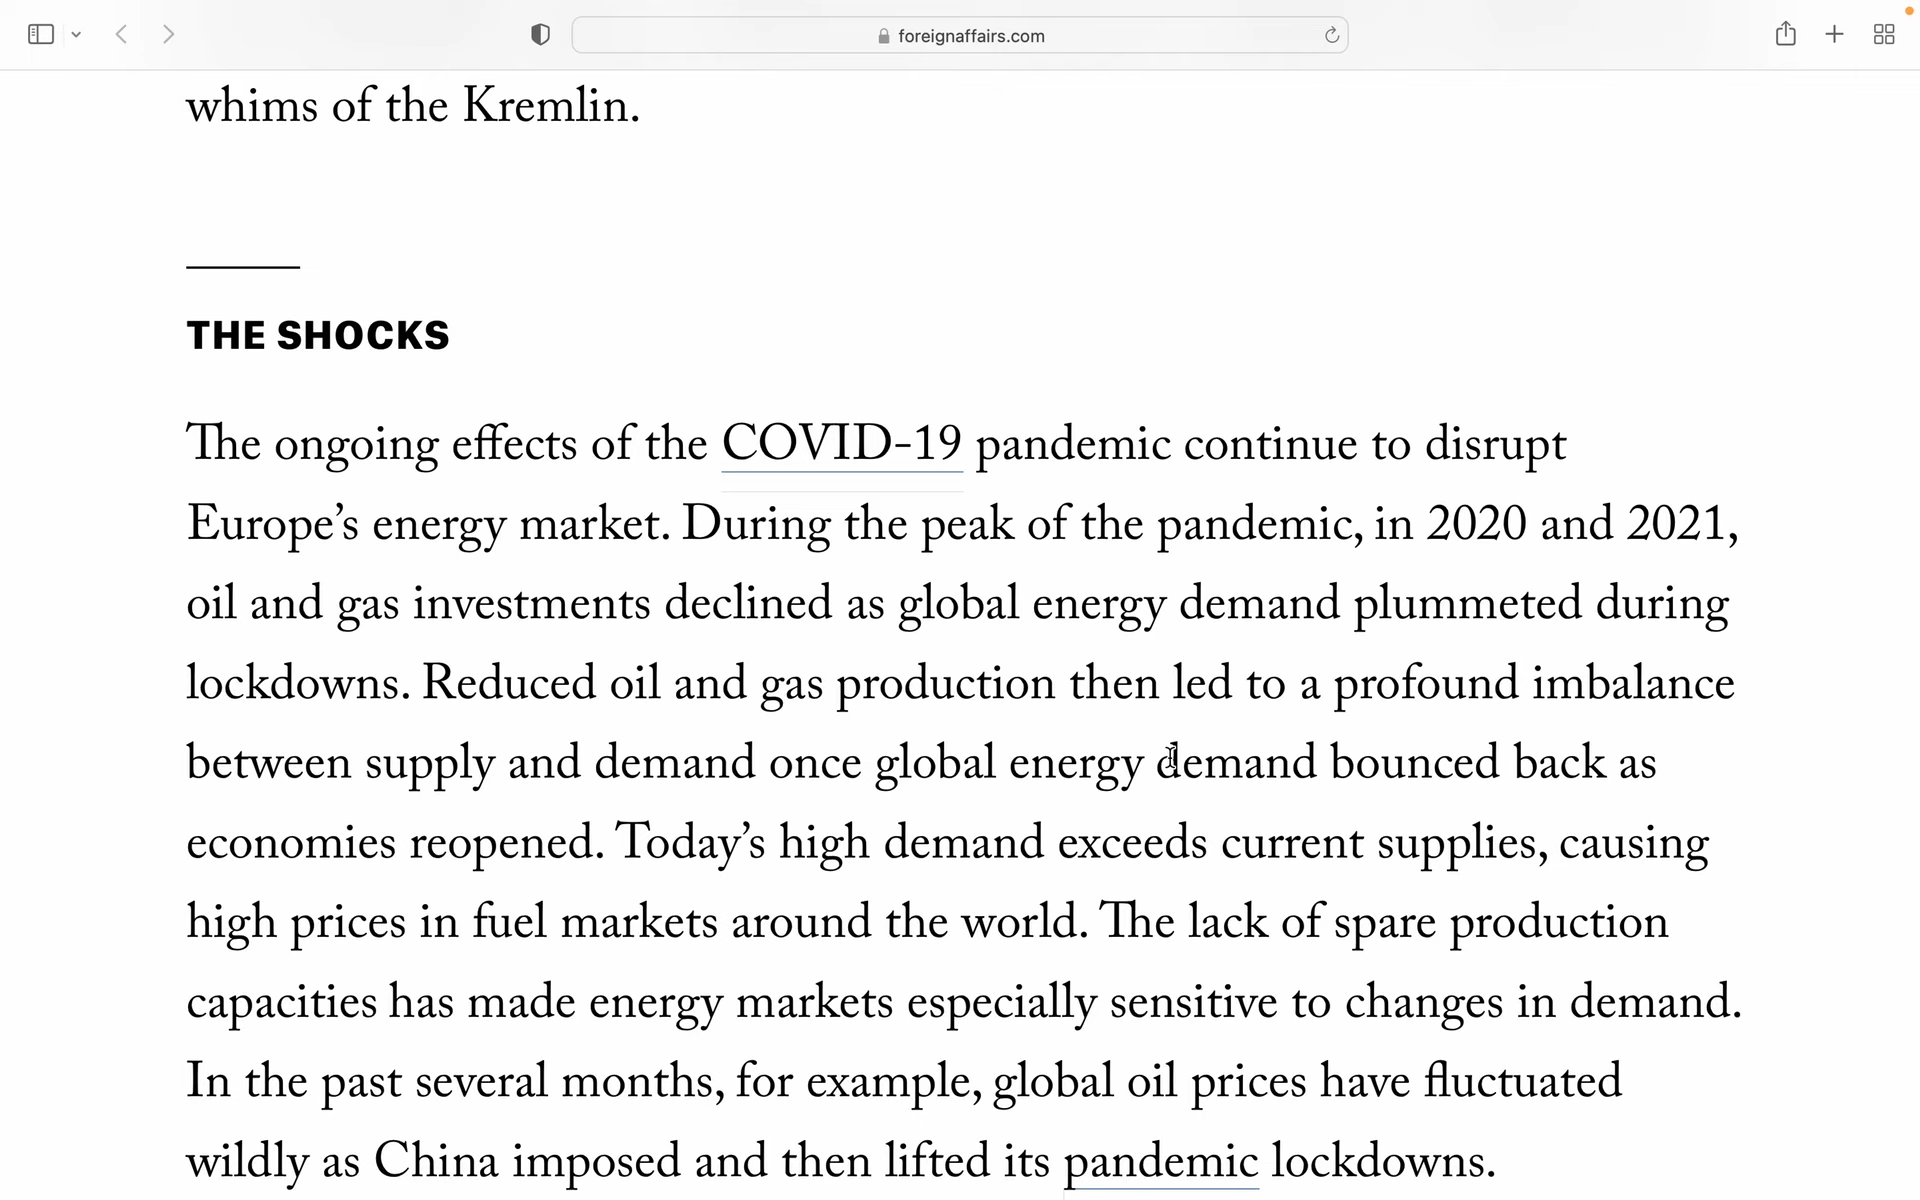 foreignaffairs.com
whims of the Kremlin.
THE SHOCKS
The ongoing effects of the COVID-19 pandemic continue to disrupt
Europe’s energy market. During the peak of the pandemic, in 2020 and 2021,
oil and gas investments declined as global energy demand plummeted during
lockdowns. Reduced oil and gas production then led to a profound imbalance
between supply and demand once global energy demand bounced back as
economies reopened. Today’s high demand exceeds current supplies, causing
high prices in fuel markets around the world. The lack of spare production
capacities has made energy markets especially sensitive to changes in demand.
In the past several months, for example, global oil prices have fluctuated
wildly as China imposed and then lifted its pandemic lockdowns.